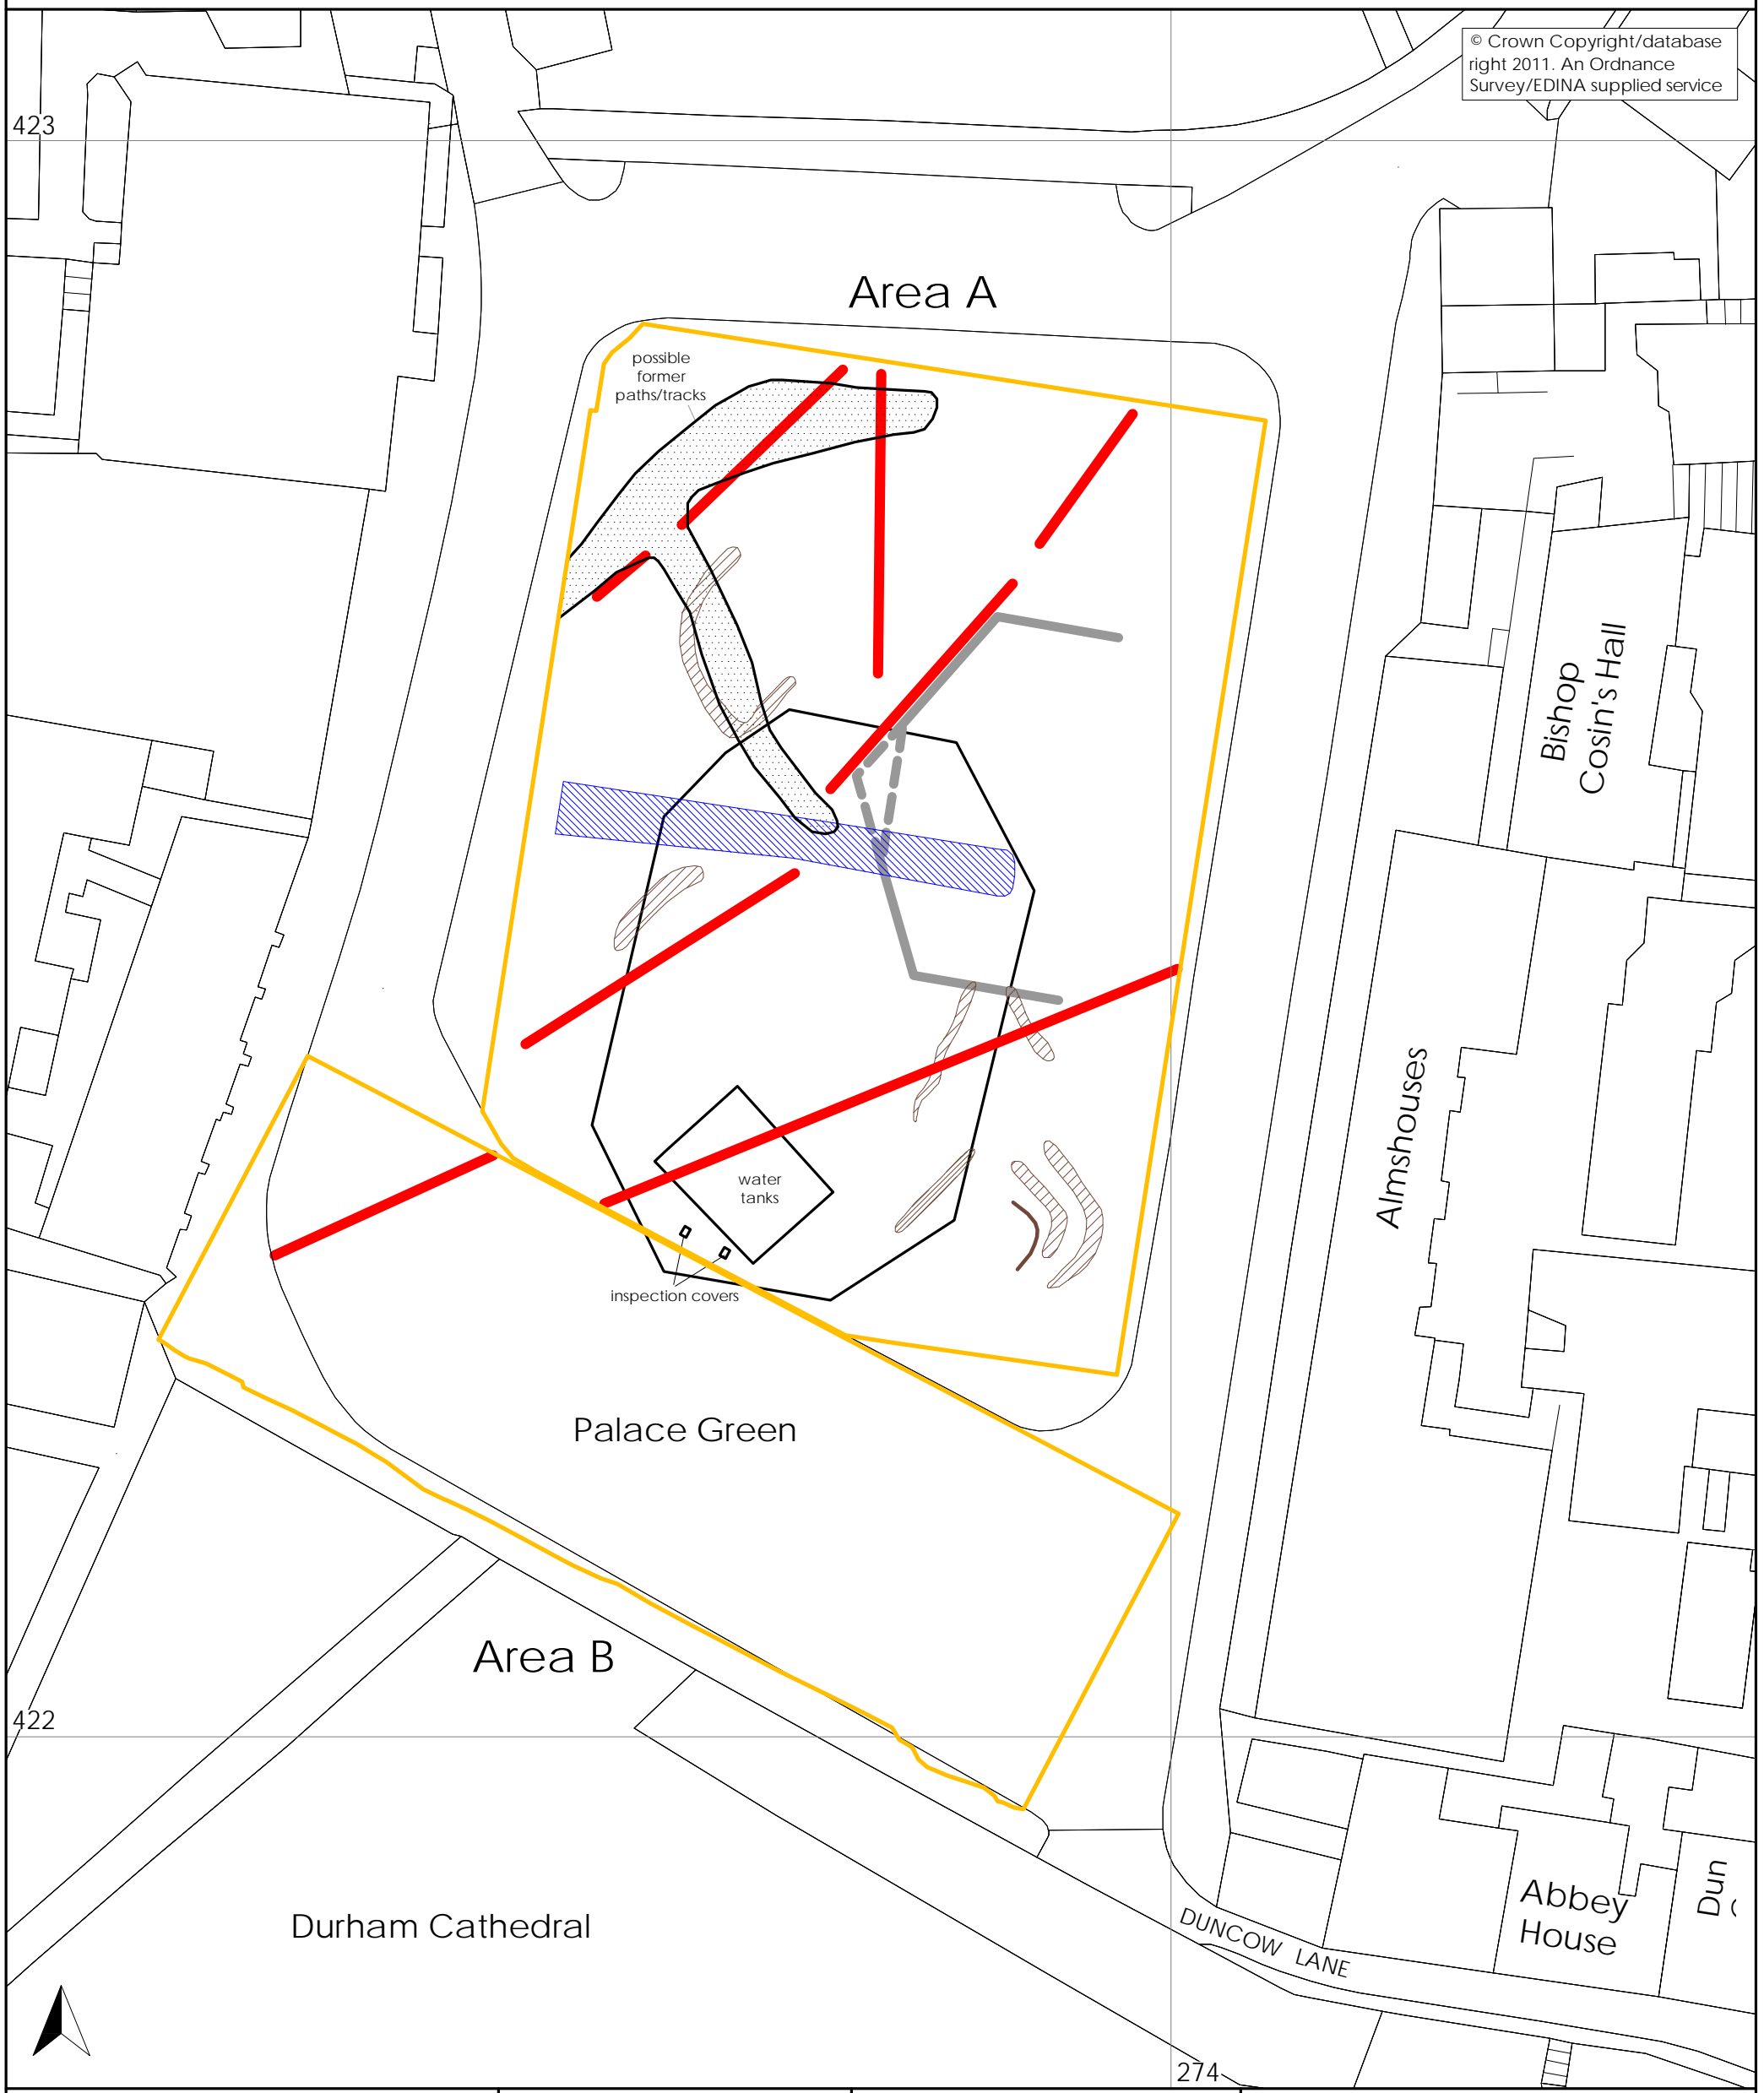 © Crown Copyright/database
right 2011. An Ordnance
Survey/EDINA supplied service
423
Area A
possible
former
paths/tracks
Bishop
Cosin's Hall
Almshouses
water
tanks
inspection covers
Palace Green
Area B
422
Abbey
House
Dun
Durham Cathedral
DUNCOW LANE
274